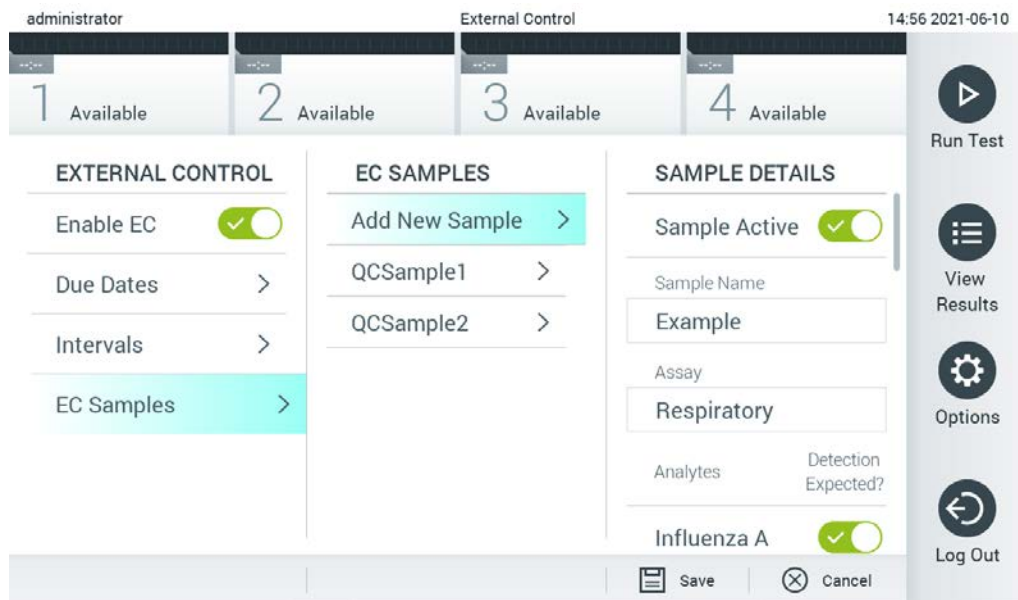 administrator
External Control
14:56 2021-06-10
--:--
1 Available
--:--
2 Available
--:--
3 Available
--:--
4 Available
EXTERNAL CONTROL
Enable EC
Due Dates
Intervals
EC Samples
EC SAMPLES
Add New Sample
QCSample1
QCSample2
SAMPLE DETAILS
Sample Active
Sample Name
Example
Assay
Respiratory
Analytes
Detection
Expected?
Influenza A
Save
Cancel
Run Test
View
Results
Options
Log Out